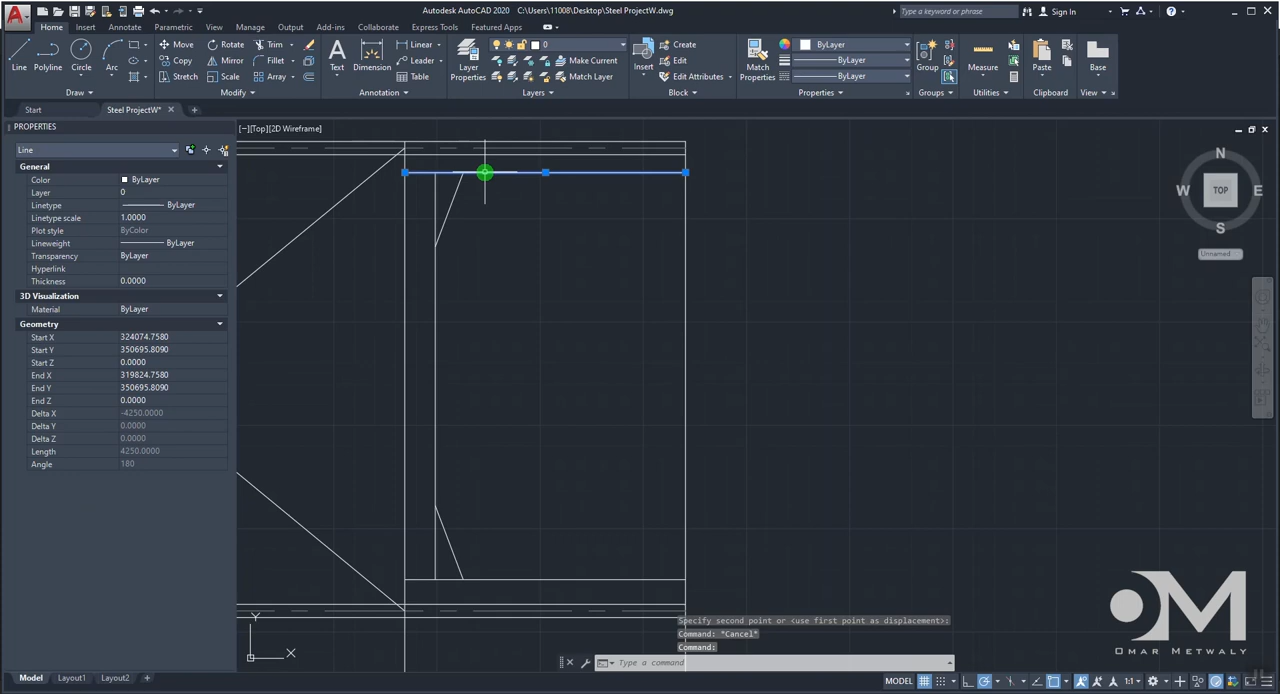 Autodesk AutoCAD 2020 C:\Users\11008\Desktop\Steel ProjectW.dwg
Type a keyword or phrase
Sign In
Home Insert Annotate Parametric View Manage Output Add-ins Collaborate Express Tools Featured Apps
Line Polyline Circle Arc
Move Rotate Trim
Copy Mirror Fillet
Stretch Scale Array
Text Dimension
Linear
Leader
Table
Layer Properties
0
Make Current
Match Layer
Insert
Create
Edit
Edit Attributes
Match Properties
ByLayer
ByLayer
ByLayer
Group
Measure
Paste
Base
Draw Modify Annotation Layers Block Properties Groups Utilities Clipboard View
Start Steel ProjectW*
PROPERTIES
[−][Top][2D Wireframe]
Line
General
Color ByLayer
Layer 0
Linetype ByLayer
Linetype scale 1.0000
Plot style ByColor
Lineweight ByLayer
Transparency ByLayer
Hyperlink
Thickness 0.0000
3D Visualization
Material ByLayer
Geometry
Start X 324074.7580
Start Y 350695.8090
Start Z 0.0000
End X 319824.7580
End Y 350695.8090
End Z 0.0000
Delta X -4250.0000
Delta Y 0.0000
Delta Z 0.0000
Length 4250.0000
Angle 180
N
W TOP E
S
Unnamed
Y
X
Specify second point or <use first point as displacement>:
Command: *Cancel*
Command:
Type a command
OM
OMAR METWALY
Model Layout1 Layout2 +
MODEL
1:1